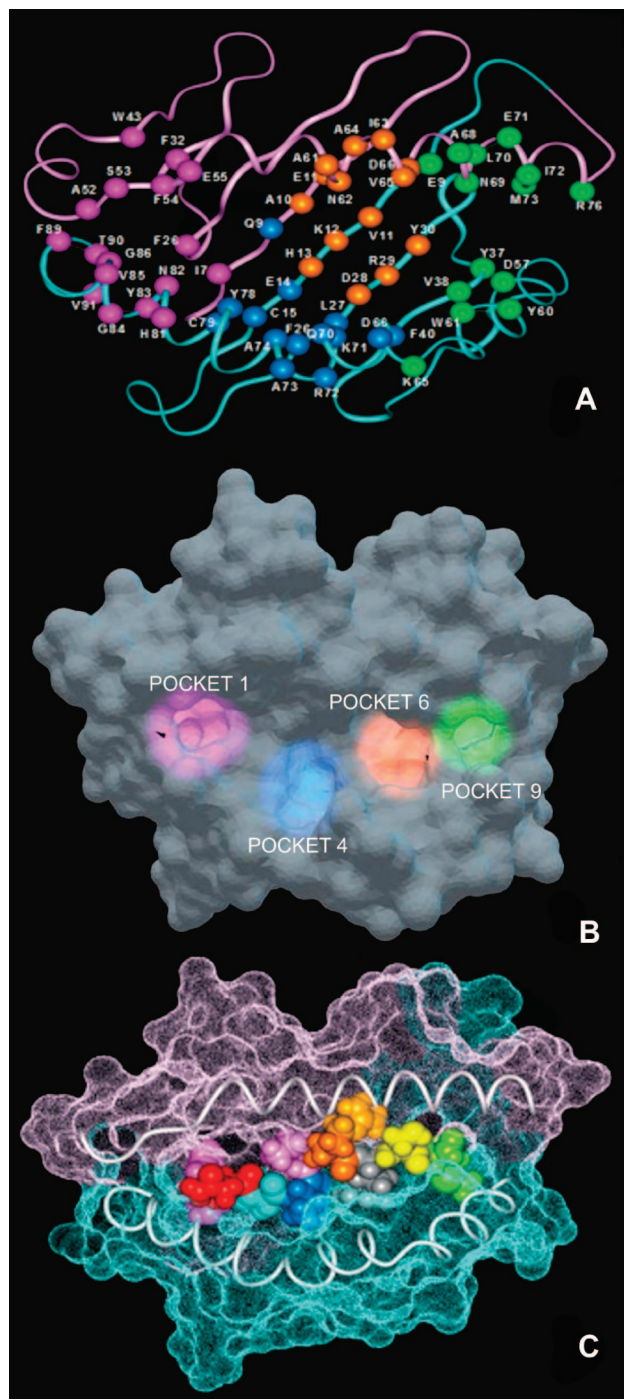 I63
A64
E71
W43
A68
F32
L70
A61
D66
E11
I72
S53
E55
V65
E9
N69
N62
M73
A52
F54
A10
R76
Q9
K12
V11
F89
T90
F26
Y30
G86
H13
Y37
D57
V85
N82
I7
R29
E14
D28
V38
Y78
V91
Y83
L27
Y60
C15
W61
G84
H81
C79
F26
D66
F40
A74
Q70
K71
K65
A73
R72
A
POCKET 1
POCKET 6
POCKET 9
POCKET 4
B
C